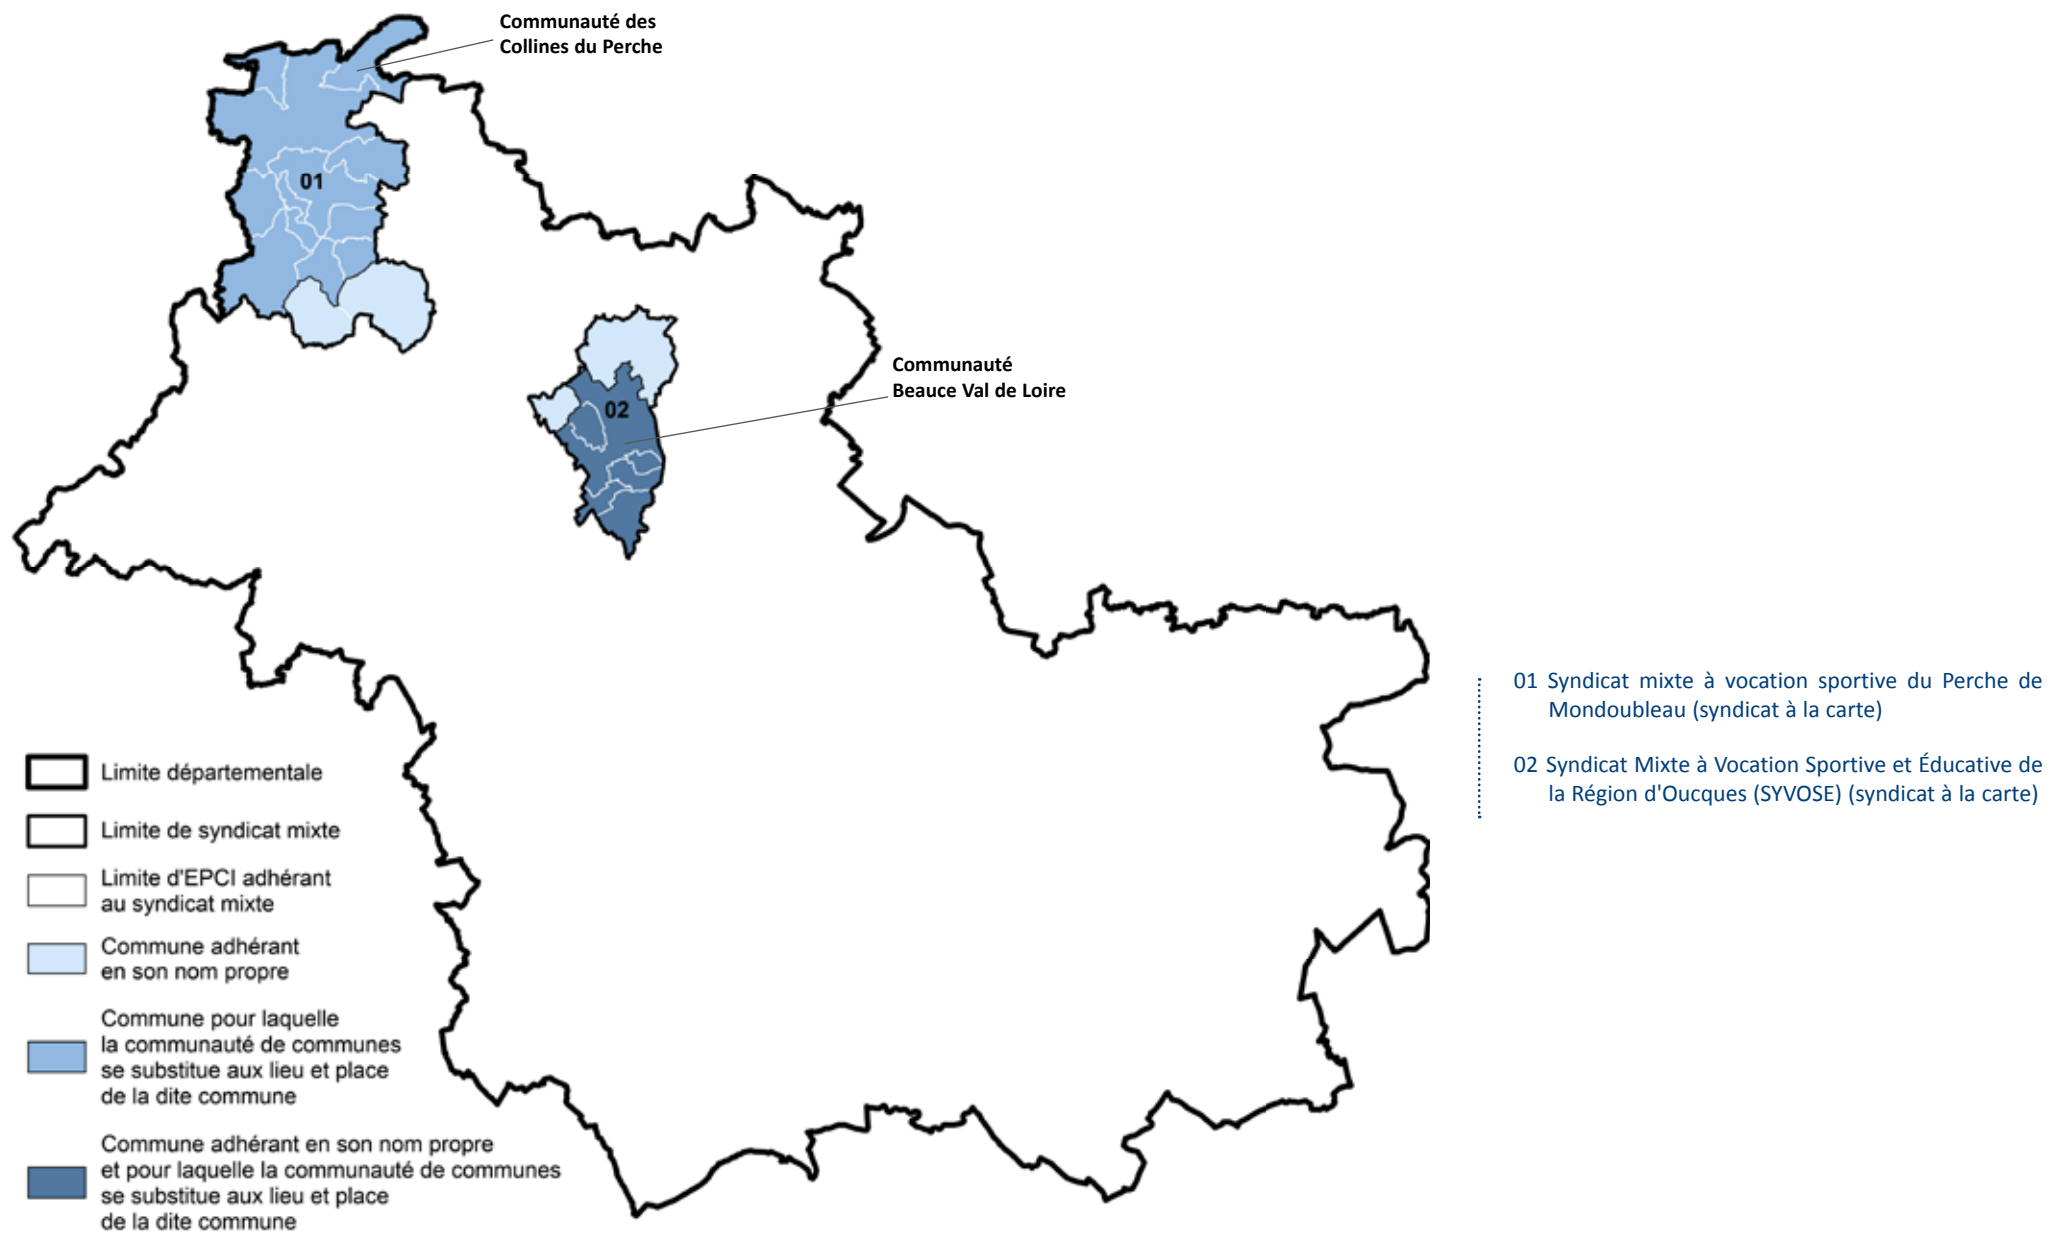 Communauté des
Collines du Perche
01
Communauté
Beauce Val de Loire
02
01 Syndicat mixte à vocation sportive du Perche de
Mondoubleau (syndicat à la carte)
02 Syndicat Mixte à Vocation Sportive et Éducative de
la Région d'Oucques (SYVOSE) (syndicat à la carte)
Limite départementale
Limite de syndicat mixte
Limite d'EPCI adhérant
au syndicat mixte
Commune adhérant
en son nom propre
Commune pour laquelle
la communauté de communes
se substitue aux lieu et place
de la dite commune
Commune adhérant en son nom propre
et pour laquelle la communauté de communes
se substitue aux lieu et place
de la dite commune